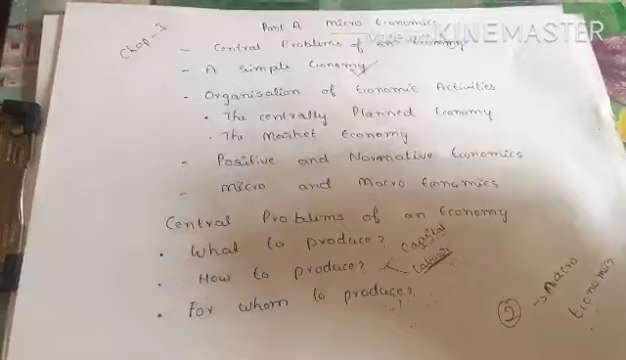 Chap - I
Part A Micro Economics
KINEMASTER
- Central Problems of an Economy
- A Simple Economy
- Organisation of Economic Activities
• The centrally Planned Economy
• The Market Economy
- Positive and Normative Economics
- Micro and Macro Economics
Central Problems of an Economy
• What to produce?
• How to produce? < Capital
Labour
• For whom to produce?
② → Macro
Economics